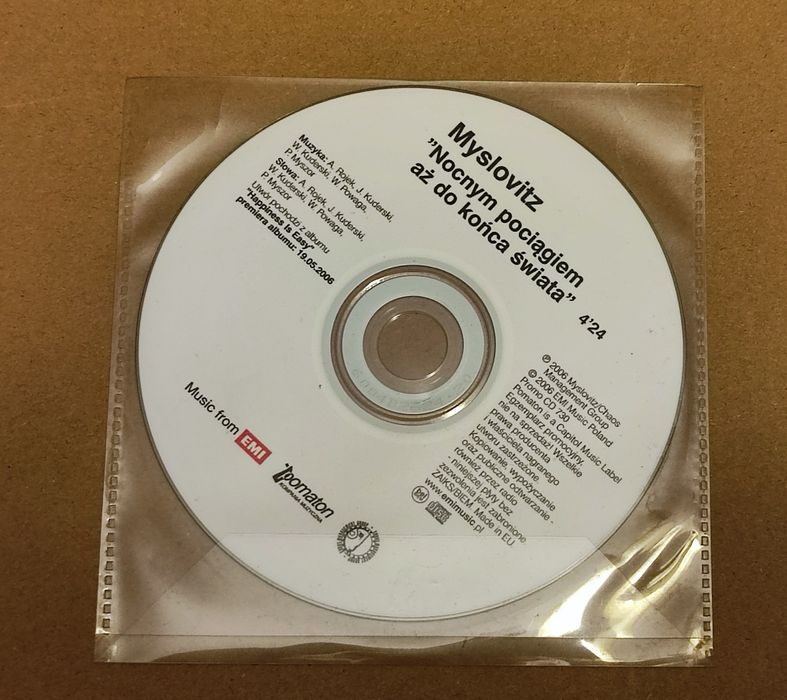 Myslovitz
"Nocnym pociągiem
aż do końca świata"
4'24
Muzyka: A. Rojek, J. Kuderski,
W. Kuderski, W. Powaga,
P. Myszor
Słowa: A. Rojek, J. Kuderski,
W. Kuderski, W. Powaga,
P. Myszor
Utwór pochodzi z albumu
"Happiness Is Easy"
premiera albumu: 19.05.2006
℗ 2006 Myslovitz/Chaos
Management Group
© 2006 EMI Music Poland
Promo CD 730
Pomaton is a Capitol Music Label
Egzemplarz promocyjny,
nie na sprzedaż! Wszelkie
prawa producenta
i właściciela nagranego
utworu zastrzeżone.
Kopiowanie, wypożyczanie
oraz publiczne odtwarzanie -
również przez radio
- niniejszej płyty bez
zezwolenia jest zabronione.
ZAIKS/BIEM. Made in EU.
www.emimusic.pl
Music from EMI
pomaton
KOMPANIA MUZYCZNA